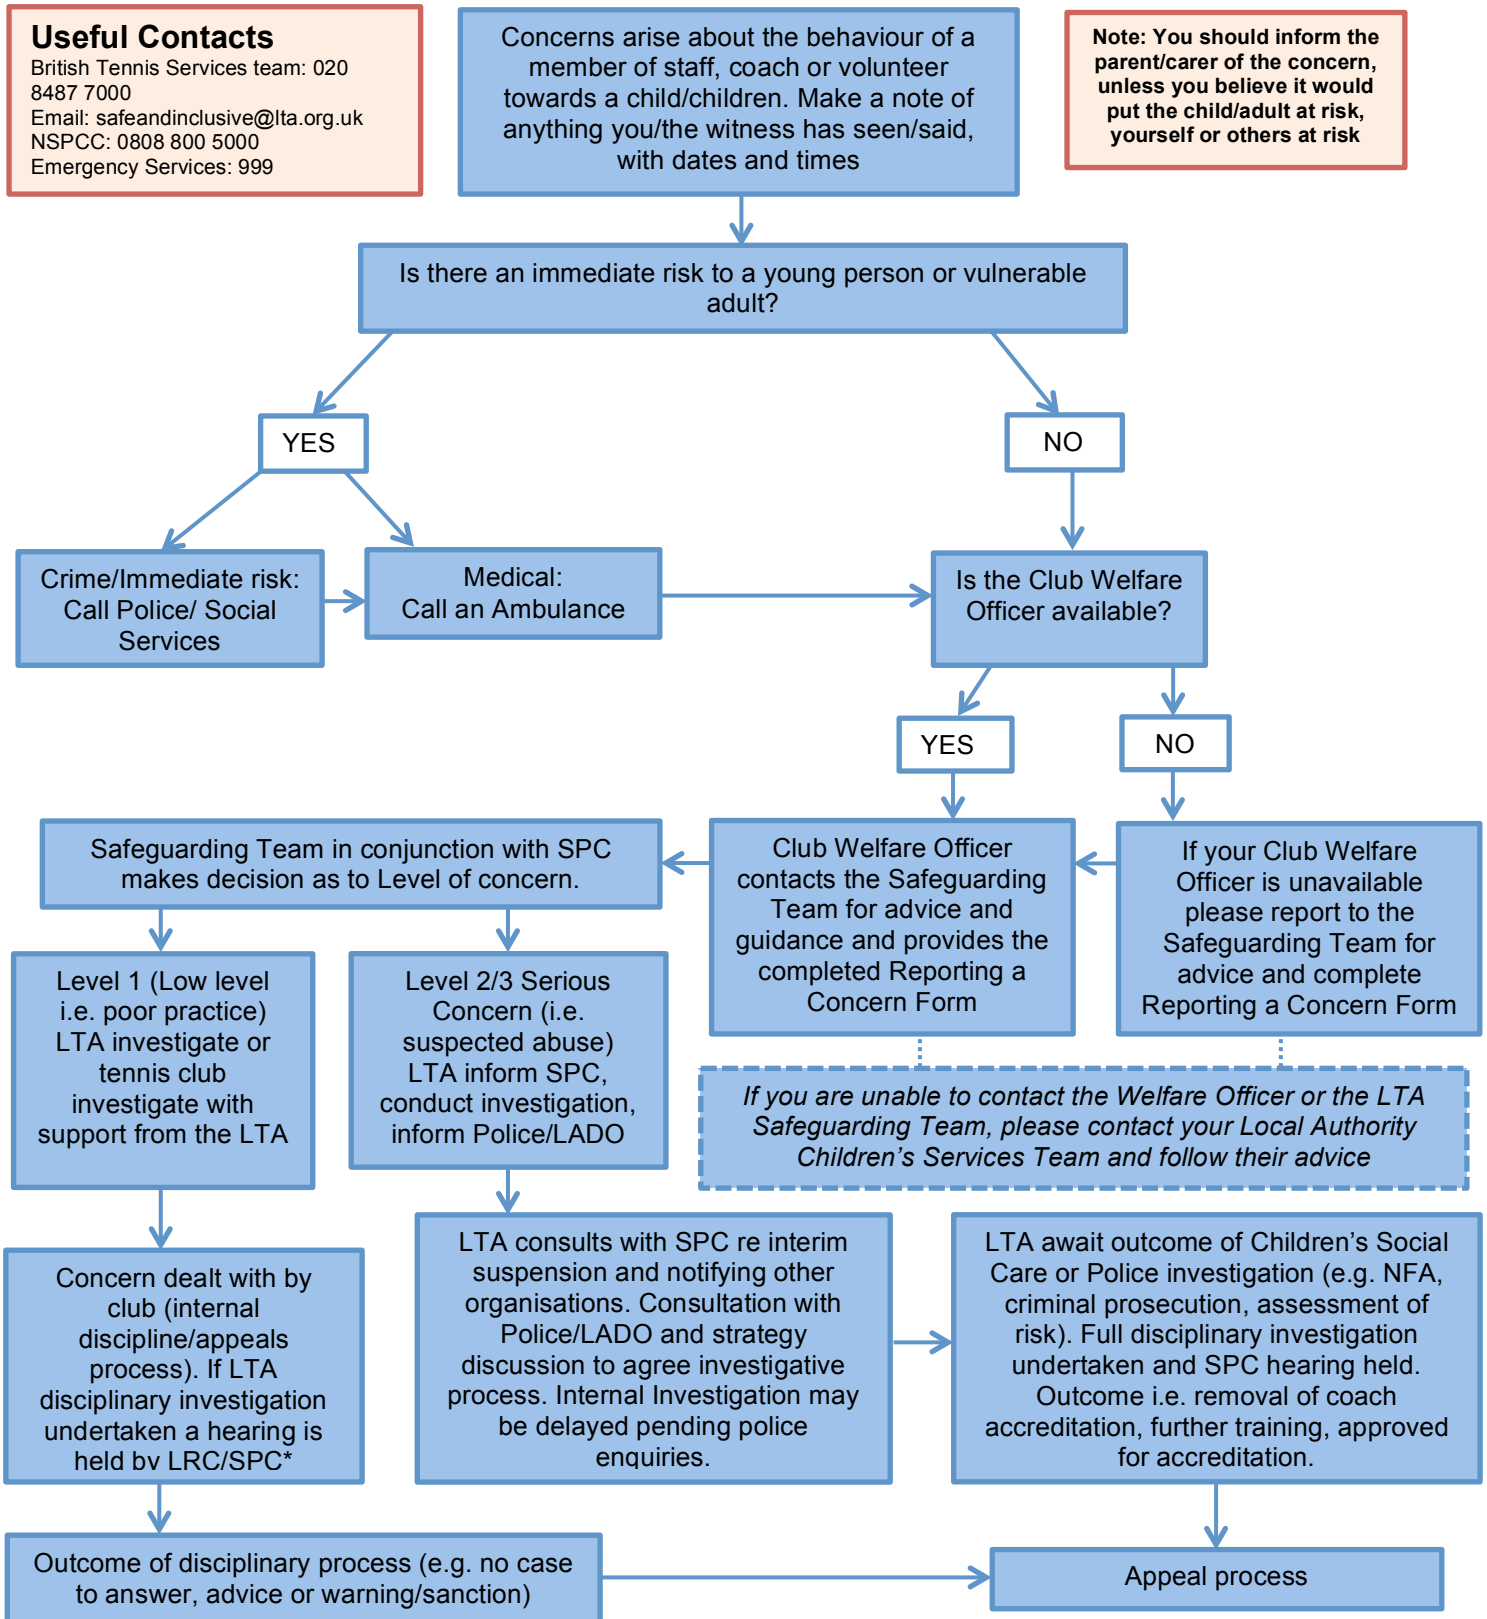 Useful Contacts
British Tennis Services team: 020
8487 7000
Email: safeandinclusive@lta.org.uk
NSPCC: 0808 800 5000
Emergency Services: 999
Concerns arise about the behaviour of a
member of staff, coach or volunteer
towards a child/children. Make a note of
anything you/the witness has seen/said,
with dates and times
Note: You should inform the
parent/carer of the concern,
unless you believe it would
put the child/adult at risk,
yourself or others at risk
Is there an immediate risk to a young person or vulnerable
adult?
YES
NO
Crime/Immediate risk:
Call Police/ Social
Services
Medical:
Call an Ambulance
Is the Club Welfare
Officer available?
YES
NO
Safeguarding Team in conjunction with SPC
makes decision as to Level of concern.
Club Welfare Officer
contacts the Safeguarding
Team for advice and
guidance and provides the
completed Reporting a
Concern Form
If your Club Welfare
Officer is unavailable
please report to the
Safeguarding Team for
advice and complete
Reporting a Concern Form
Level 1 (Low level
i.e. poor practice)
LTA investigate or
tennis club
investigate with
support from the LTA
Level 2/3 Serious
Concern (i.e.
suspected abuse)
LTA inform SPC,
conduct investigation,
inform Police/LADO
If you are unable to contact the Welfare Officer or the LTA
Safeguarding Team, please contact your Local Authority
Children's Services Team and follow their advice
Concern dealt with by
club (internal
discipline/appeals
process). If LTA
disciplinary investigation
undertaken a hearing is
held by LRC/SPC*
LTA consults with SPC re interim
suspension and notifying other
organisations. Consultation with
Police/LADO and strategy
discussion to agree investigative
process. Internal Investigation may
be delayed pending police
enquiries.
LTA await outcome of Children's Social
Care or Police investigation (e.g. NFA,
criminal prosecution, assessment of
risk). Full disciplinary investigation
undertaken and SPC hearing held.
Outcome i.e. removal of coach
accreditation, further training, approved
for accreditation.
Outcome of disciplinary process (e.g. no case
to answer, advice or warning/sanction)
Appeal process